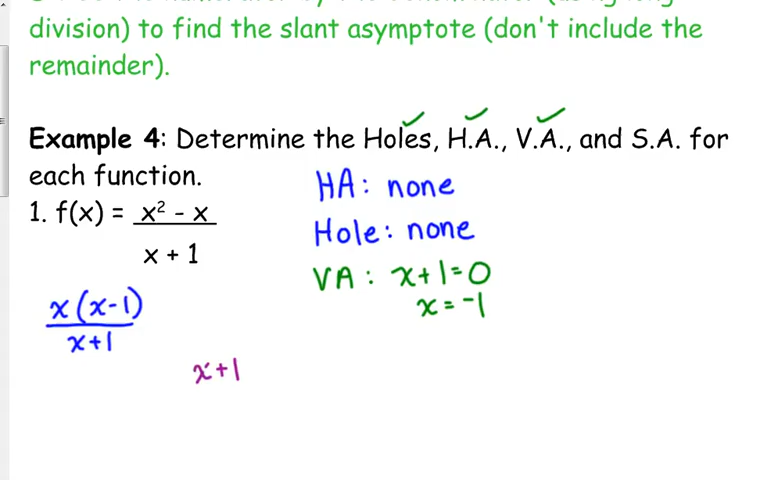 division) to find the slant asymptote (don't include the
remainder).
Example 4: Determine the Holes, H.A., V.A., and S.A. for
each function.
HA: none
1. f(x) = x² - x
x + 1
Hole: none
VA: x+1=0
x=-1
x(x-1)
x+1
x+1